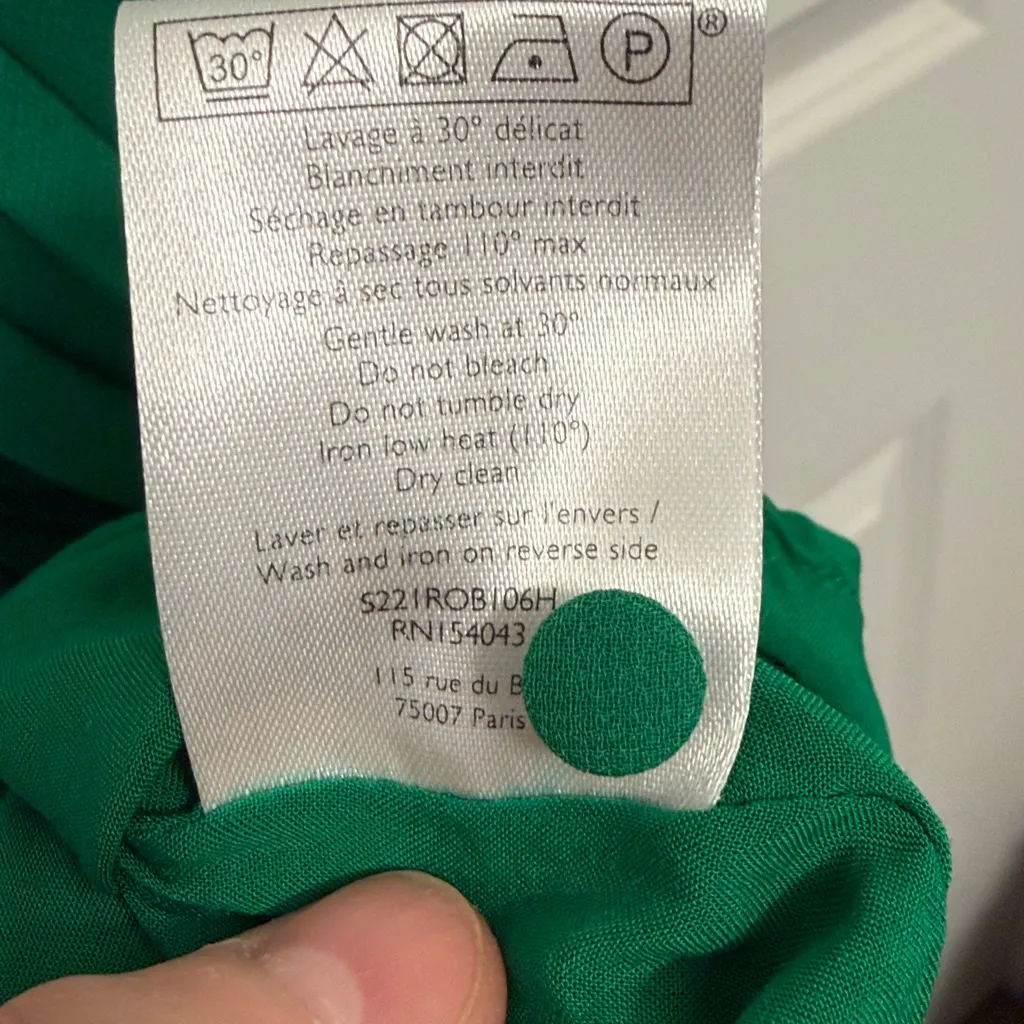 30° P ®
Lavage à 30° délicat
Blanchiment interdit
Séchage en tambour interdit
Repassage 110° max
Nettoyage à sec tous solvants normaux
Gentle wash at 30°
Do not bleach
Do not tumble dry
Iron low heat (110°)
Dry clean
Laver et repasser sur l'envers /
Wash and iron on reverse side
S221ROB106H
RN154043
115 rue du B
75007 Paris